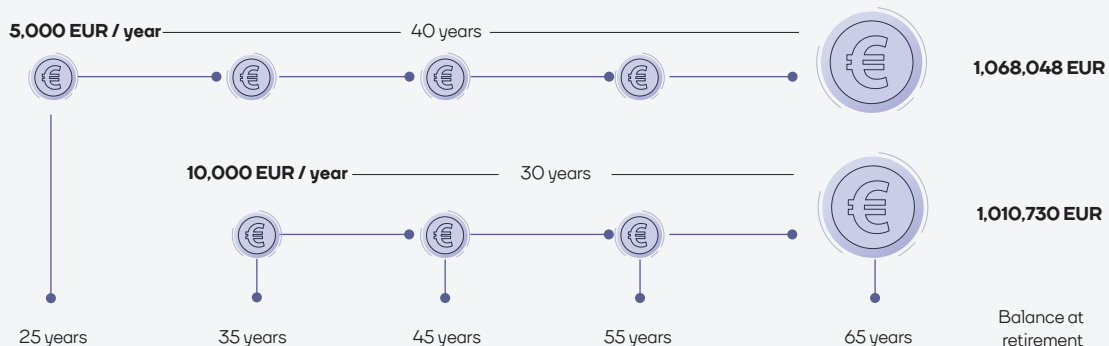 5,000 EUR / year
40 years
1,068,048 EUR
10,000 EUR / year
30 years
1,010,730 EUR
25 years
35 years
45 years
55 years
65 years
Balance at
retirement